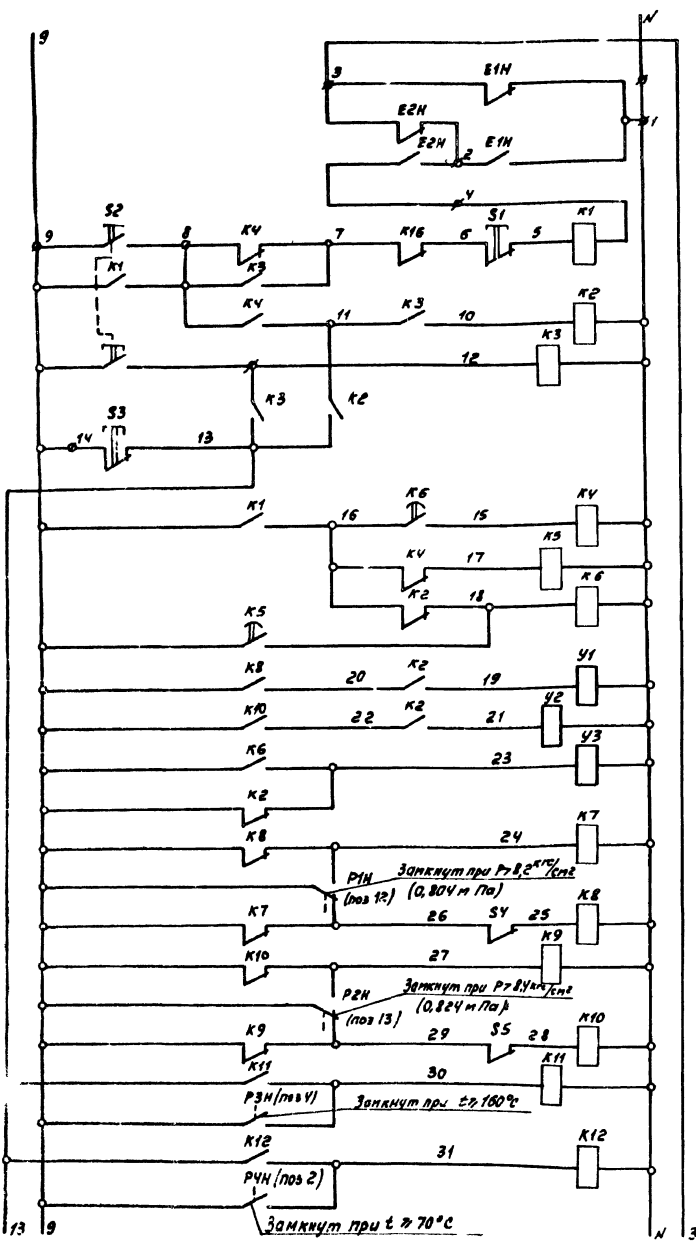 9
N
3
E1H
E2H
1
E2H
2
E1H
4
S2
9
8
K4
7
K16
6
S1
5
K1
K1
K3
K4
11
K3
10
K2
12
K3
K3
K2
S3
14
13
K1
16
K6
15
K4
K4
17
K5
K2
18
K6
K5
K8
20
K2
19
У1
K10
22
K2
21
У2
K6
23
У3
K2
K8
24
K7
P1H
(поз 12)
Замкнут при P>8,2 кгс/см2
(0,804 м Па)
K7
26
S4
25
K8
K10
27
K9
P2H
(поз 13)
Замкнут при P>8,4 кгс/см2
(0,824 м Па)
K9
29
S5
28
K10
K11
30
K11
P3H (поз 4)
Замкнут при t≥160°C
K12
31
K12
P4H (поз 2)
Замкнут при t ≥ 70°C
13
9
N
3